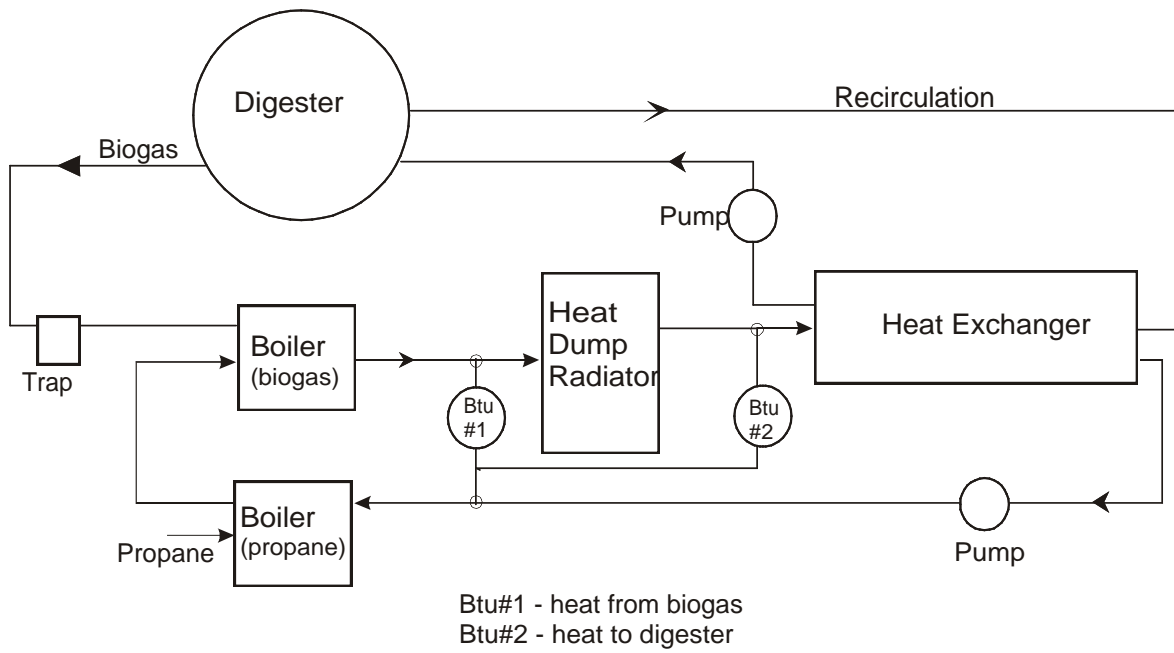 Digester
Recirculation
Biogas
Pump
Heat
Dump
Radiator
Heat Exchanger
Boiler
(biogas)
Trap
Btu
#1
Btu
#2
Boiler
(propane)
Propane
Pump
Btu#1 - heat from biogas
Btu#2 - heat to digester